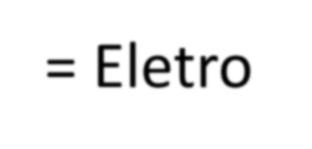 = Eletro